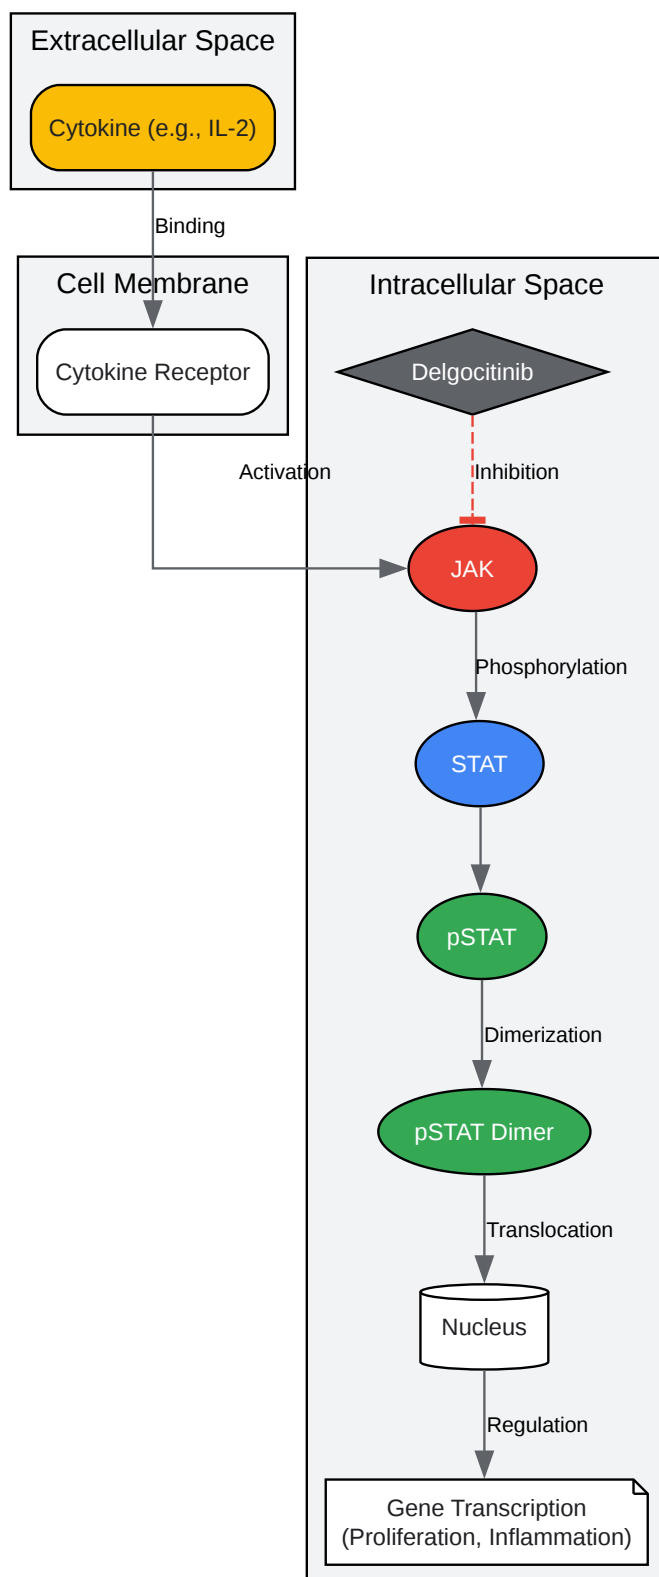 Extracellular Space
Cytokine (e.g., IL-2)
Binding
Cell Membrane
Cytokine Receptor
Intracellular Space
Delgocitinib
Activation
Inhibition
JAK
Phosphorylation
STAT
pSTAT
Dimerization
pSTAT Dimer
Translocation
Nucleus
Regulation
Gene Transcription
(Proliferation, Inflammation)